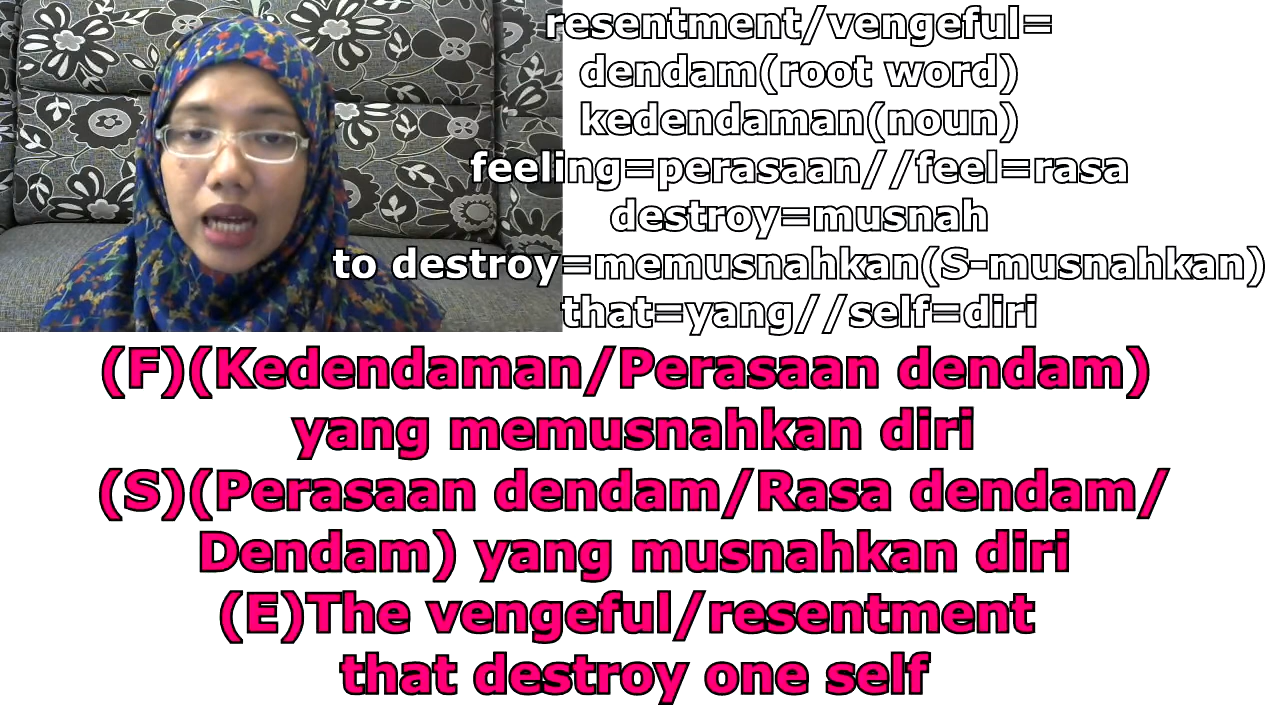 resentment/vengeful=
dendam(root word)
kedendaman(noun)
feeling=perasaan//feel=rasa
destroy=musnah
to destroy=memusnahkan(S-musnahkan)
that=yang//self=diri
(F)(Kedendaman/Perasaan dendam)
yang memusnahkan diri
(S)(Perasaan dendam/Rasa dendam/
Dendam) yang musnahkan diri
(E)The vengeful/resentment
that destroy one self